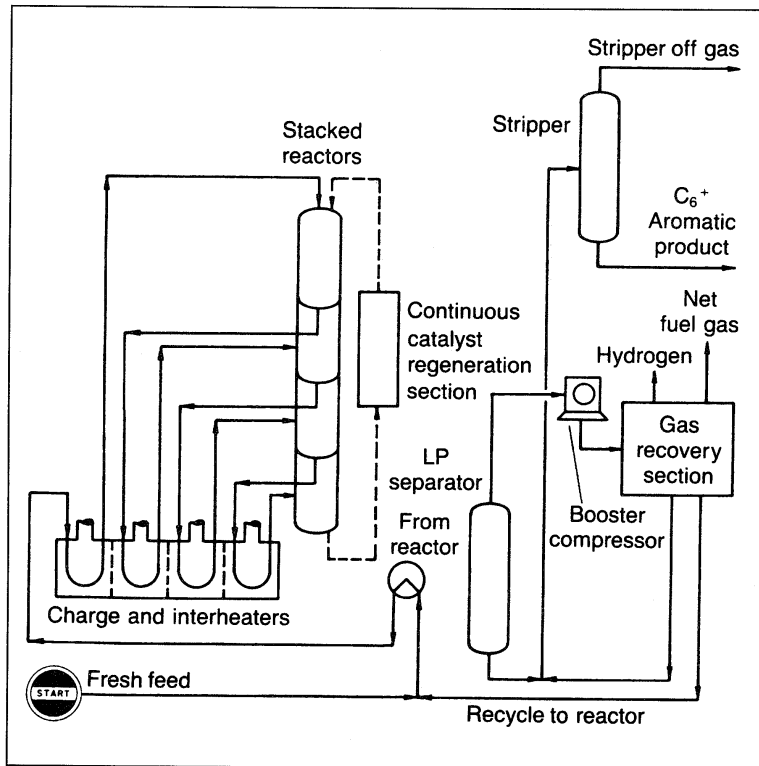 Stripper off gas
Stripper
Stacked
reactors
C₆⁺
Aromatic
product
Net
fuel gas
Continuous
catalyst
regeneration
section
Hydrogen
Gas
recovery
section
LP
separator
From
reactor
Booster
compressor
Charge and interheaters
START
Fresh feed
Recycle to reactor